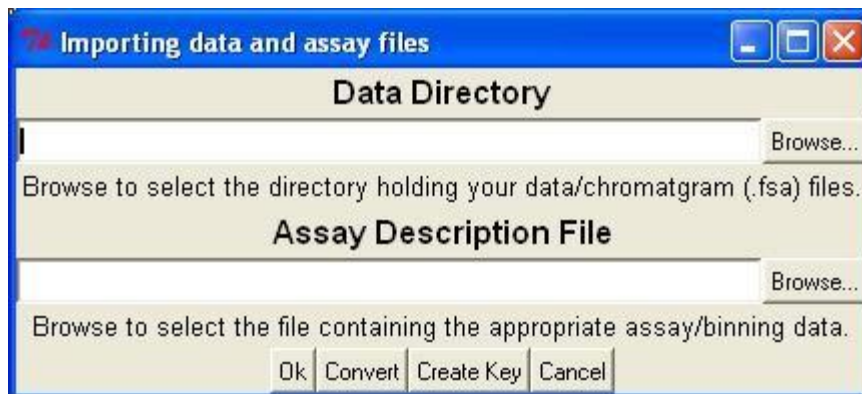 Importing data and assay files
Data Directory
Browse...
Browse to select the directory holding your data/chromatgram (.fsa) files.
Assay Description File
Browse...
Browse to select the file containing the appropriate assay/binning data.
Ok Convert Create Key Cancel